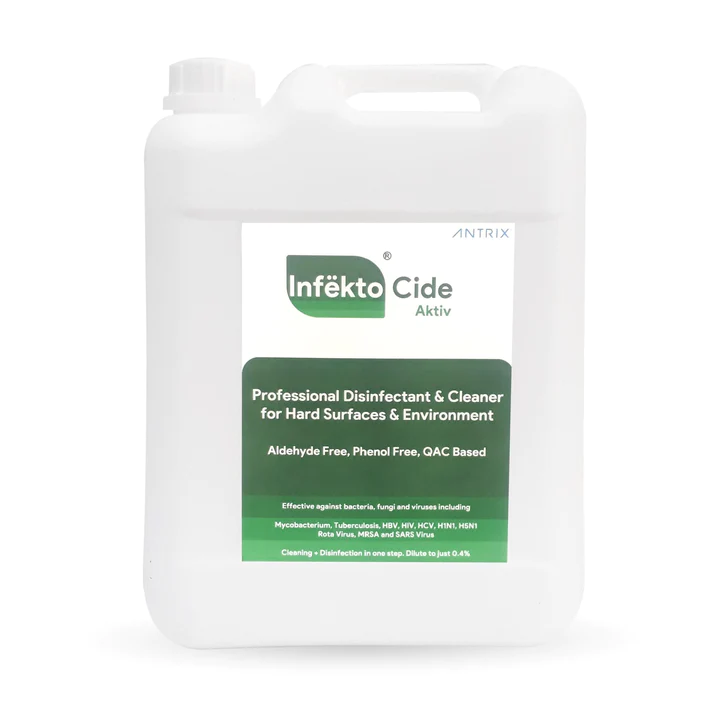 ANTRIX
Infëkto Cide ®
Aktiv
Professional Disinfectant & Cleaner
for Hard Surfaces & Environment
Aldehyde Free, Phenol Free, QAC Based
Effective against bacteria, fungi and viruses including
Mycobacterium, Tuberculosis, HBV, HIV, HCV, H1N1, H5N1
Rota Virus, MRSA and SARS Virus
Cleaning + Disinfection in one step. Dilute to just 0.4%